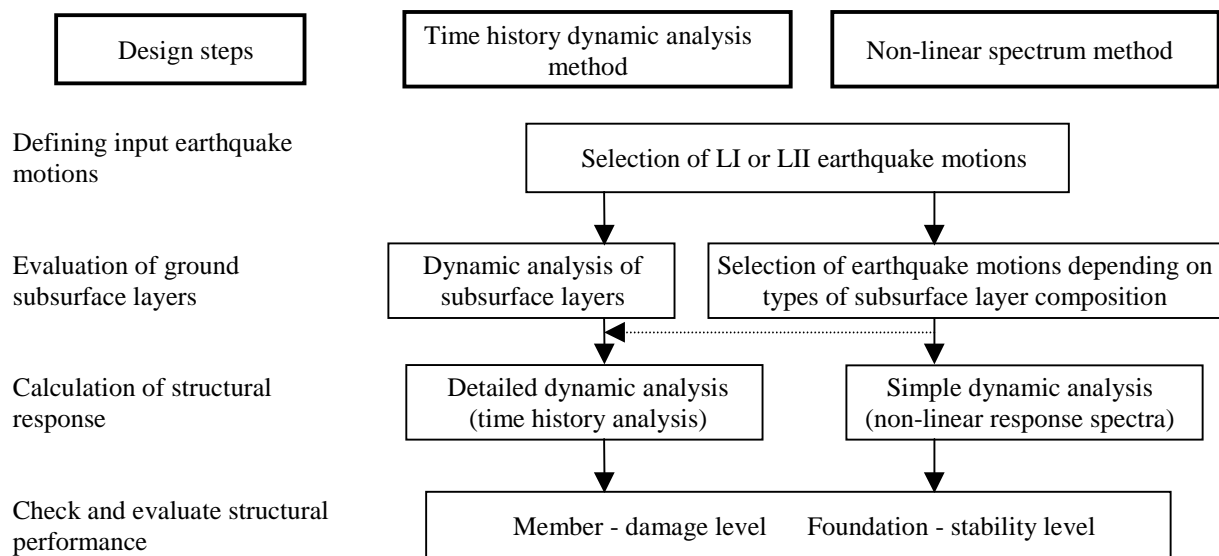 Design steps
Time history dynamic analysis
method
Non-linear spectrum method
Defining input earthquake
motions
Selection of LI or LII earthquake motions
Evaluation of ground
subsurface layers
Dynamic analysis of
subsurface layers
Selection of earthquake motions depending on
types of subsurface layer composition
Calculation of structural
response
Detailed dynamic analysis
(time history analysis)
Simple dynamic analysis
(non-linear response spectra)
Check and evaluate structural
performance
Member - damage level Foundation - stability level